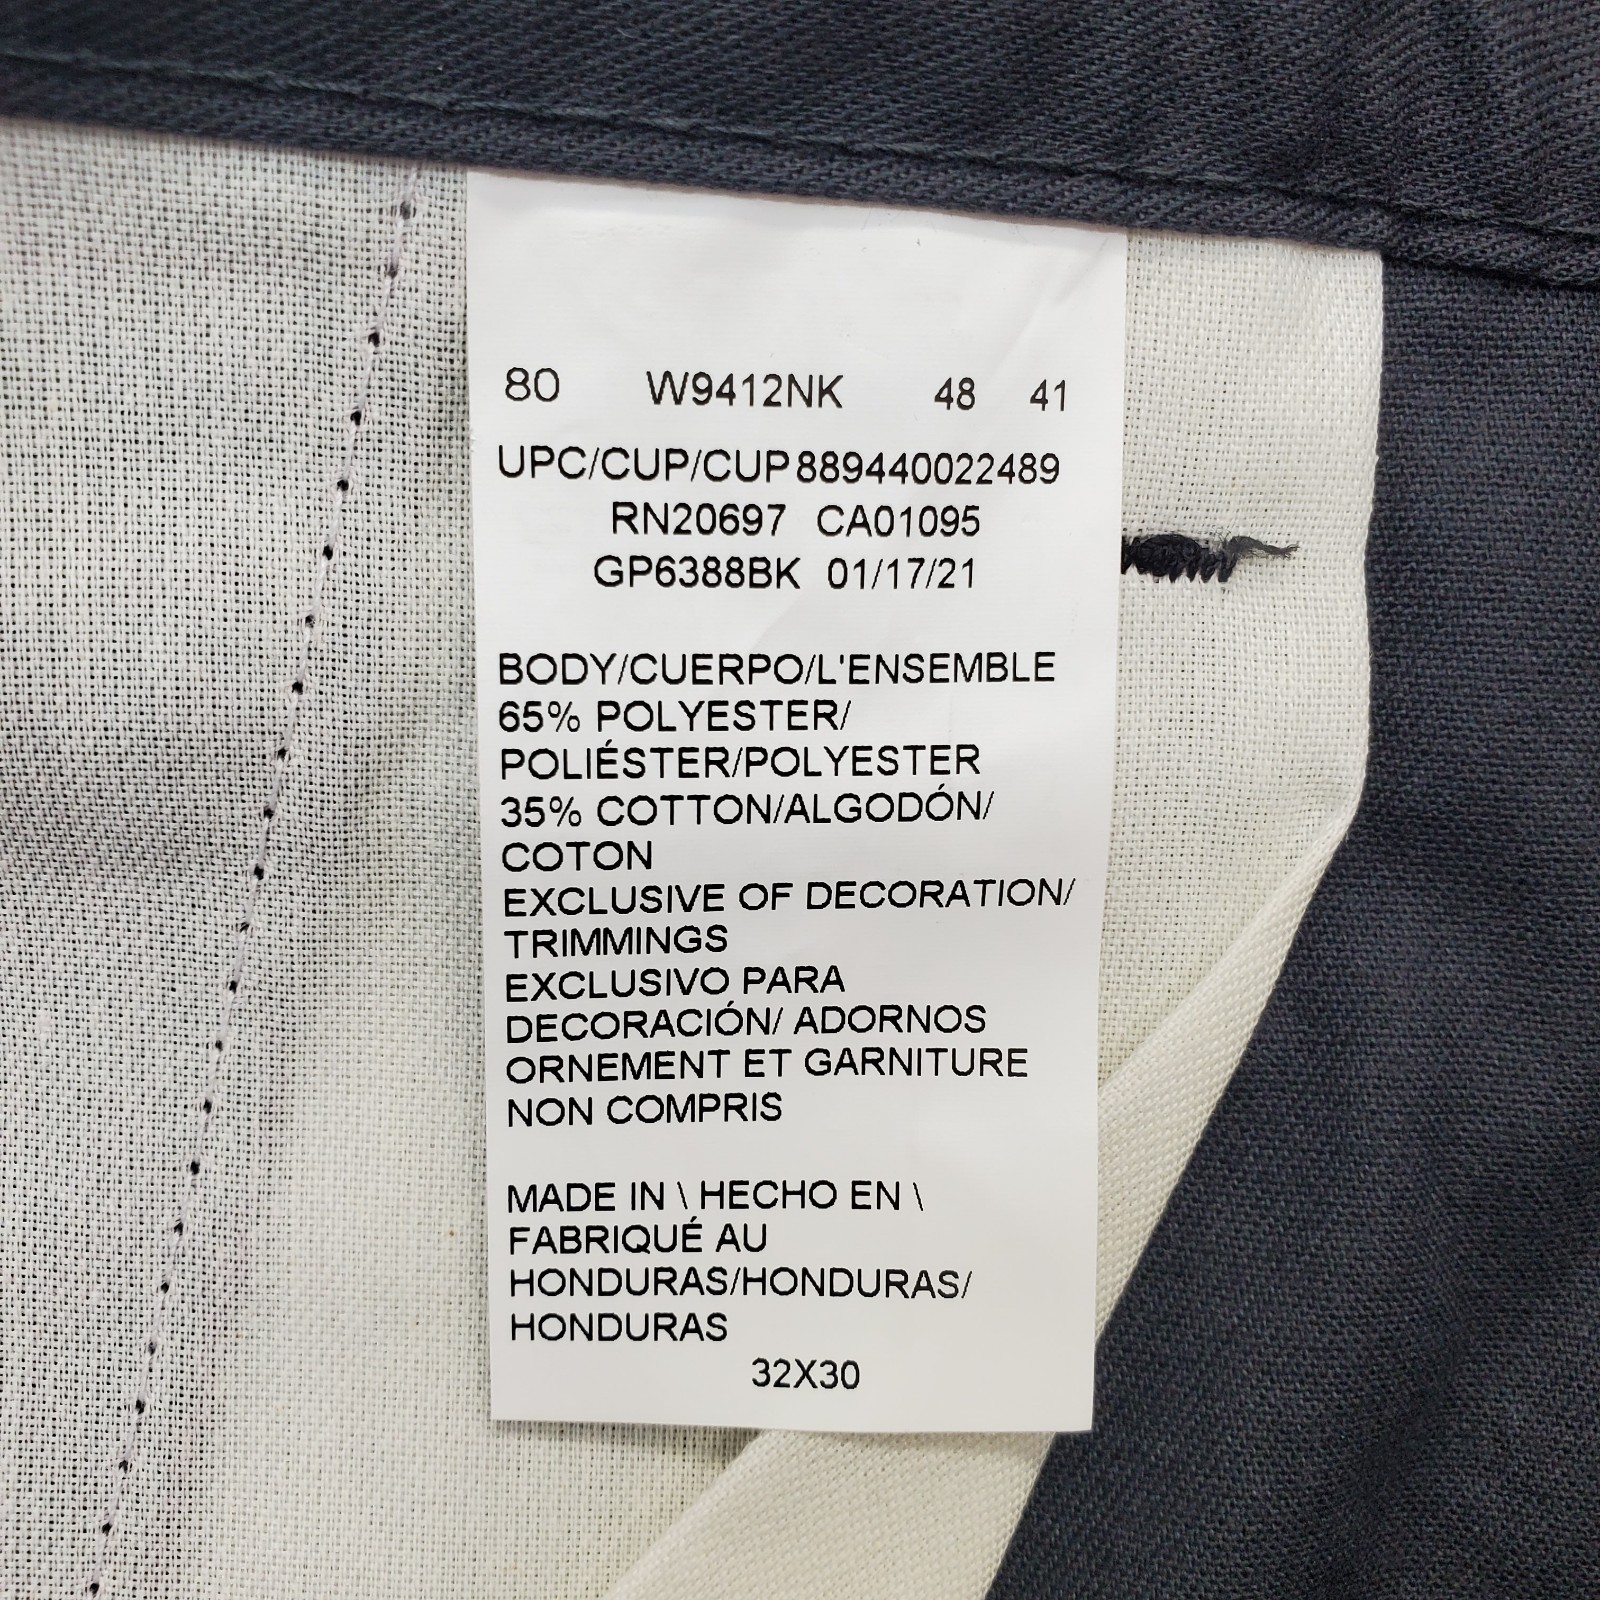 80 W9412NK 48 41
UPC/CUP/CUP889440022489
RN20697 CA01095
GP6388BK 01/17/21
BODY/CUERPO/L'ENSEMBLE
65% POLYESTER/
POLIÉSTER/POLYESTER
35% COTTON/ALGODÓN/
COTON
EXCLUSIVE OF DECORATION/
TRIMMINGS
EXCLUSIVO PARA
DECORACIÓN/ ADORNOS
ORNEMENT ET GARNITURE
NON COMPRIS
MADE IN \ HECHO EN \
FABRIQUÉ AU
HONDURAS/HONDURAS/
HONDURAS
32X30